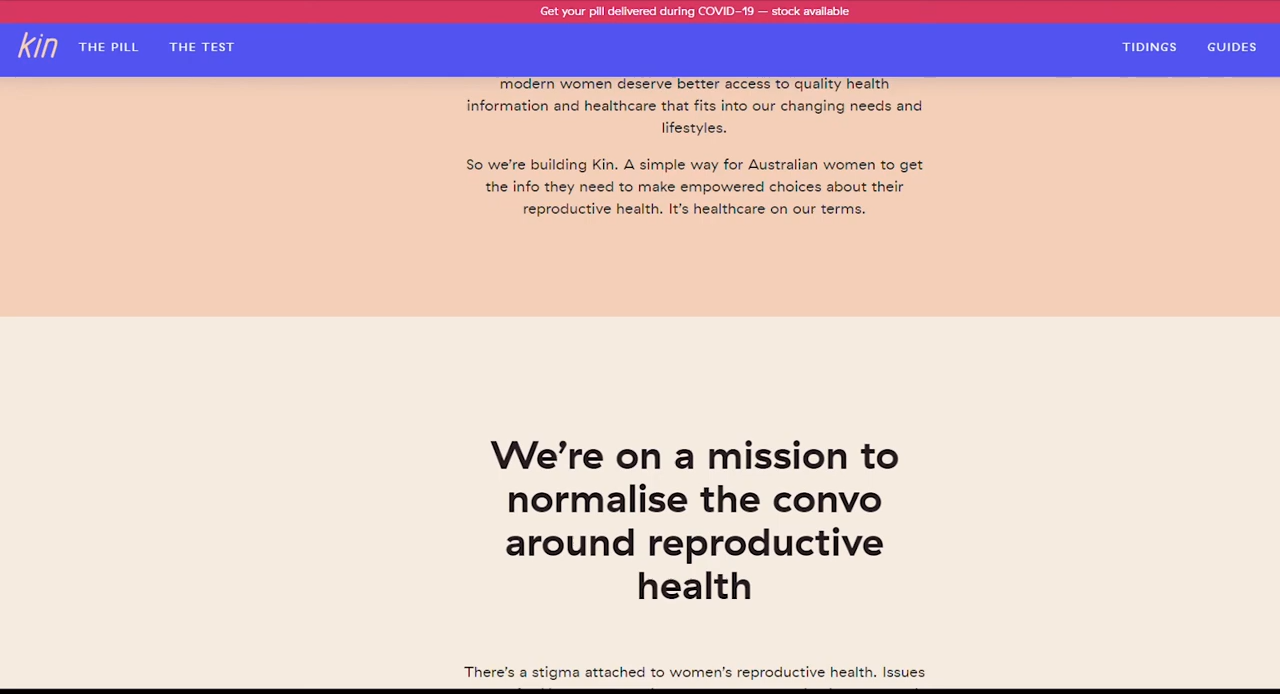 Get your pill delivered during COVID-19 — stock available
kin THE PILL THE TEST TIDINGS GUIDES
modern women deserve better access to quality health
information and healthcare that fits into our changing needs and
lifestyles.
So we're building Kin. A simple way for Australian women to get
the info they need to make empowered choices about their
reproductive health. It's healthcare on our terms.
We're on a mission to
normalise the convo
around reproductive
health
There's a stigma attached to women's reproductive health. Issues